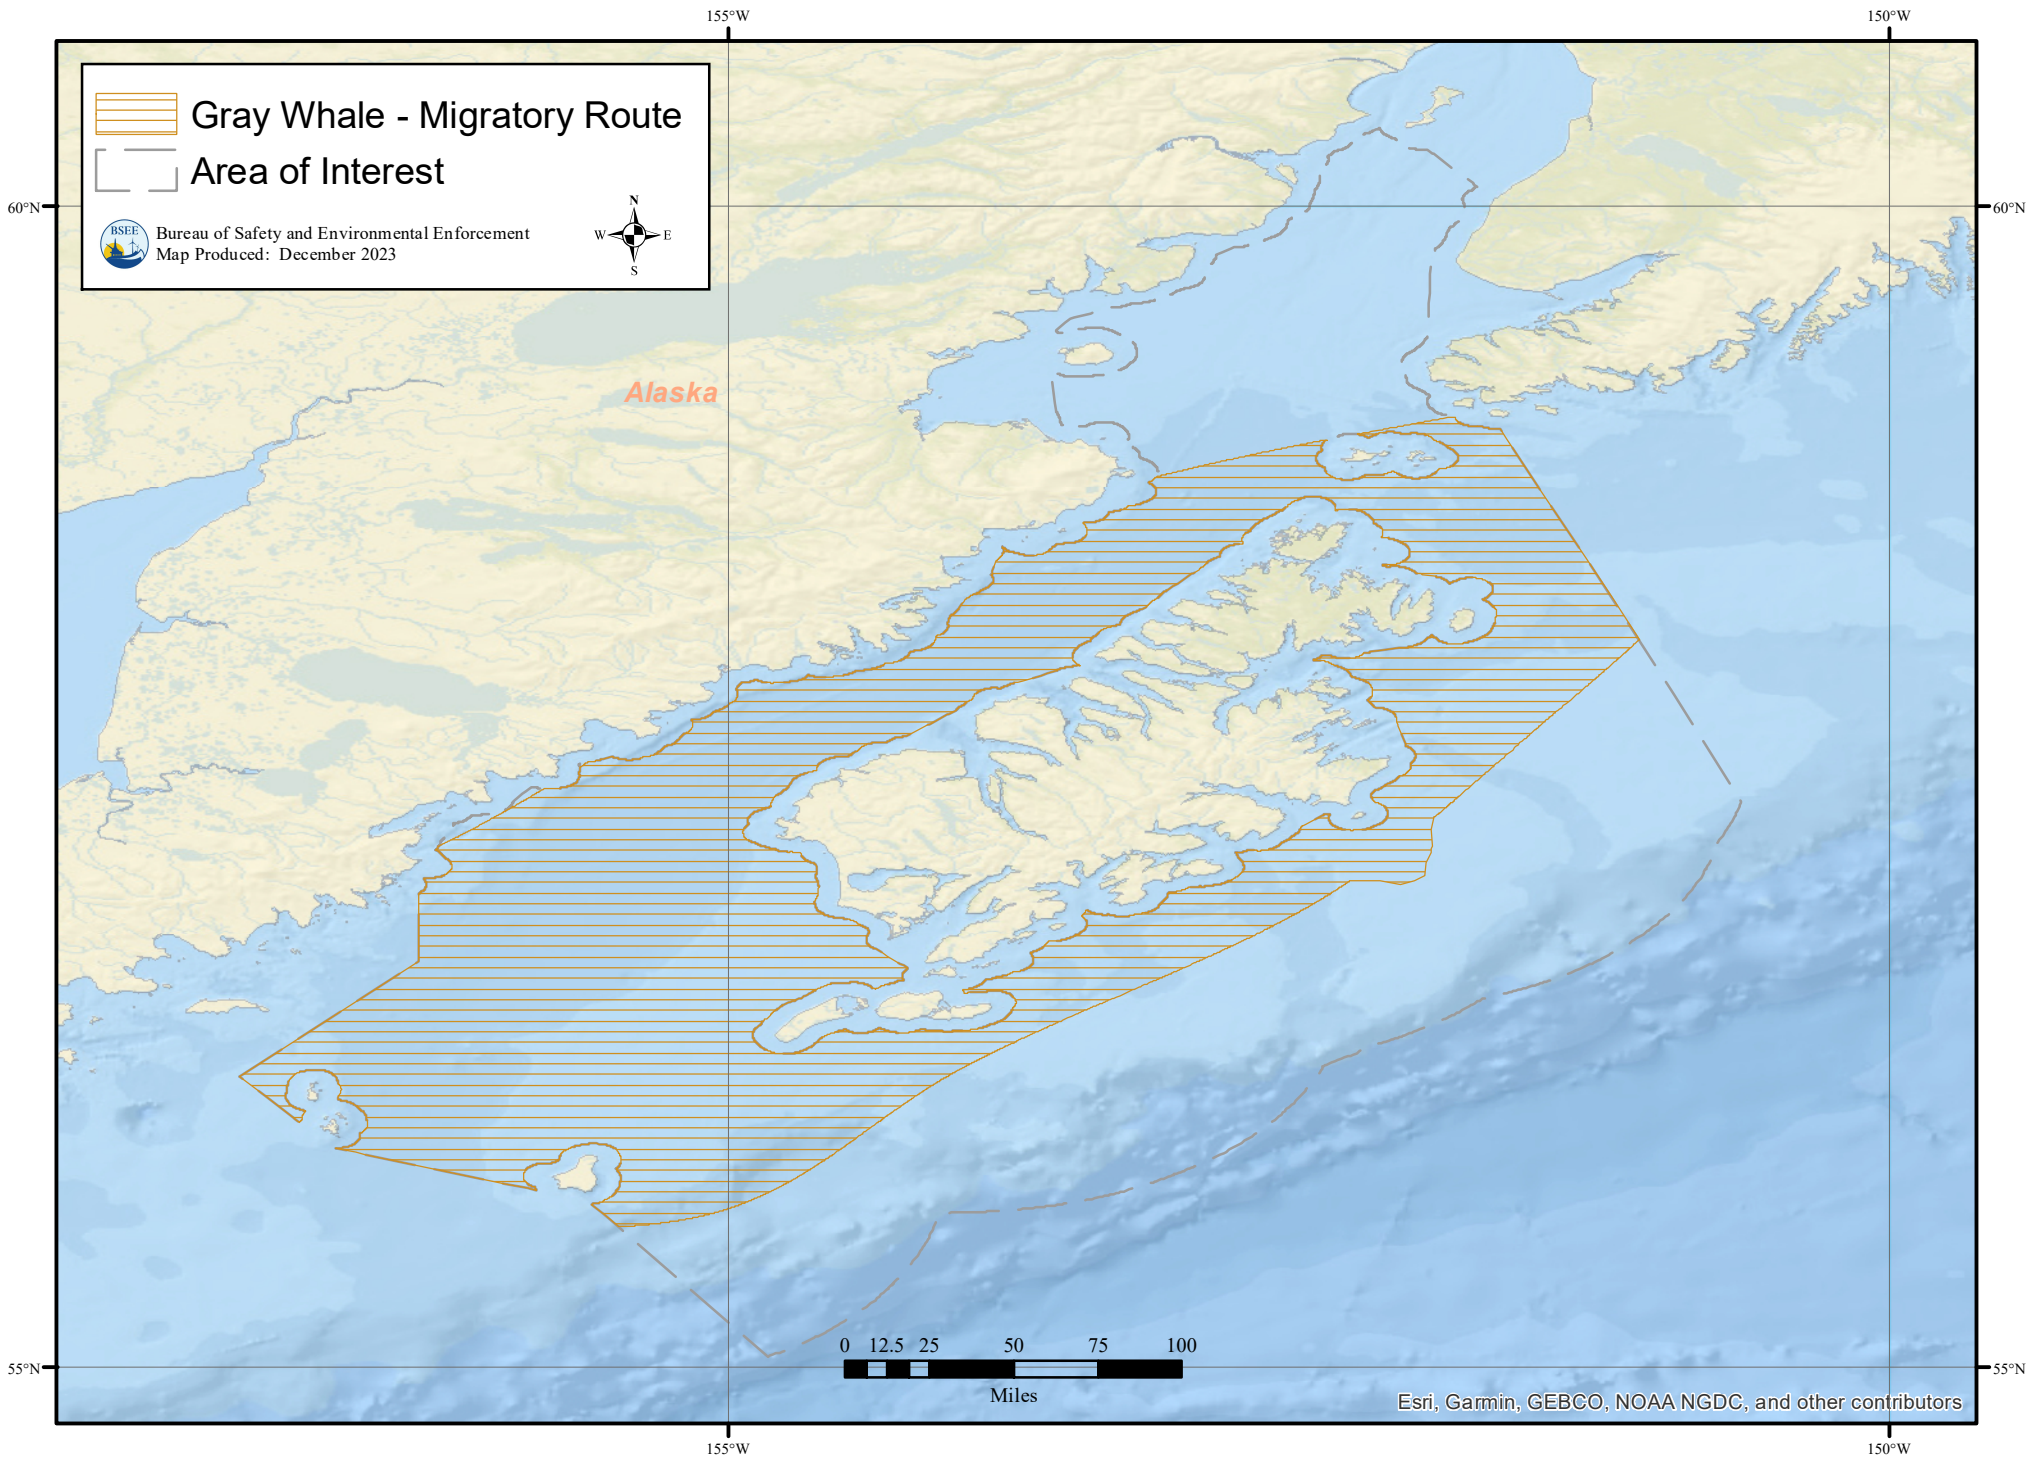 155°W
150°W
Gray Whale - Migratory Route
Area of Interest
BSEE
Bureau of Safety and Environmental Enforcement
Map Produced: December 2023
N
W
E
S
60°N
60°N
Alaska
0 12.5 25 50 75 100
Miles
55°N
55°N
Esri, Garmin, GEBCO, NOAA NGDC, and other contributors
155°W
150°W